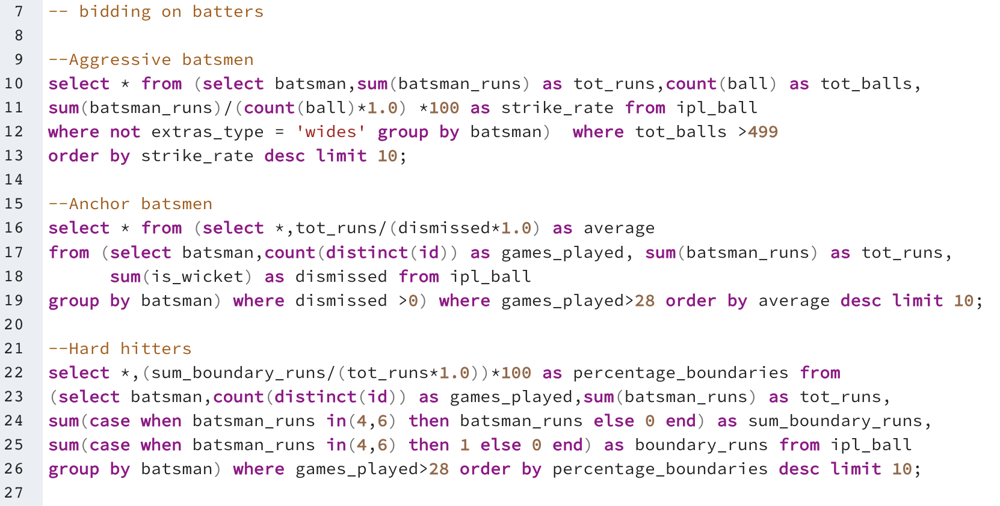 7 -- bidding on batters
8
9 --Aggressive batsmen
10 select * from (select batsman,sum(batsman_runs) as tot_runs,count(ball) as tot_balls,
11 sum(batsman_runs)/(count(ball)*1.0) *100 as strike_rate from ipl_ball
12 where not extras_type = 'wides' group by batsman)  where tot_balls >499
13 order by strike_rate desc limit 10;
14
15 --Anchor batsmen
16 select * from (select *,tot_runs/(dismissed*1.0) as average
17 from (select batsman,count(distinct(id)) as games_played, sum(batsman_runs) as tot_runs,
18       sum(is_wicket) as dismissed from ipl_ball
19 group by batsman) where dismissed >0) where games_played>28 order by average desc limit 10;
20
21 --Hard hitters
22 select *,(sum_boundary_runs/(tot_runs*1.0))*100 as percentage_boundaries from
23 (select batsman,count(distinct(id)) as games_played,sum(batsman_runs) as tot_runs,
24 sum(case when batsman_runs in(4,6) then batsman_runs else 0 end) as sum_boundary_runs,
25 sum(case when batsman_runs in(4,6) then 1 else 0 end) as boundary_runs from ipl_ball
26 group by batsman) where games_played>28 order by percentage_boundaries desc limit 10;
27